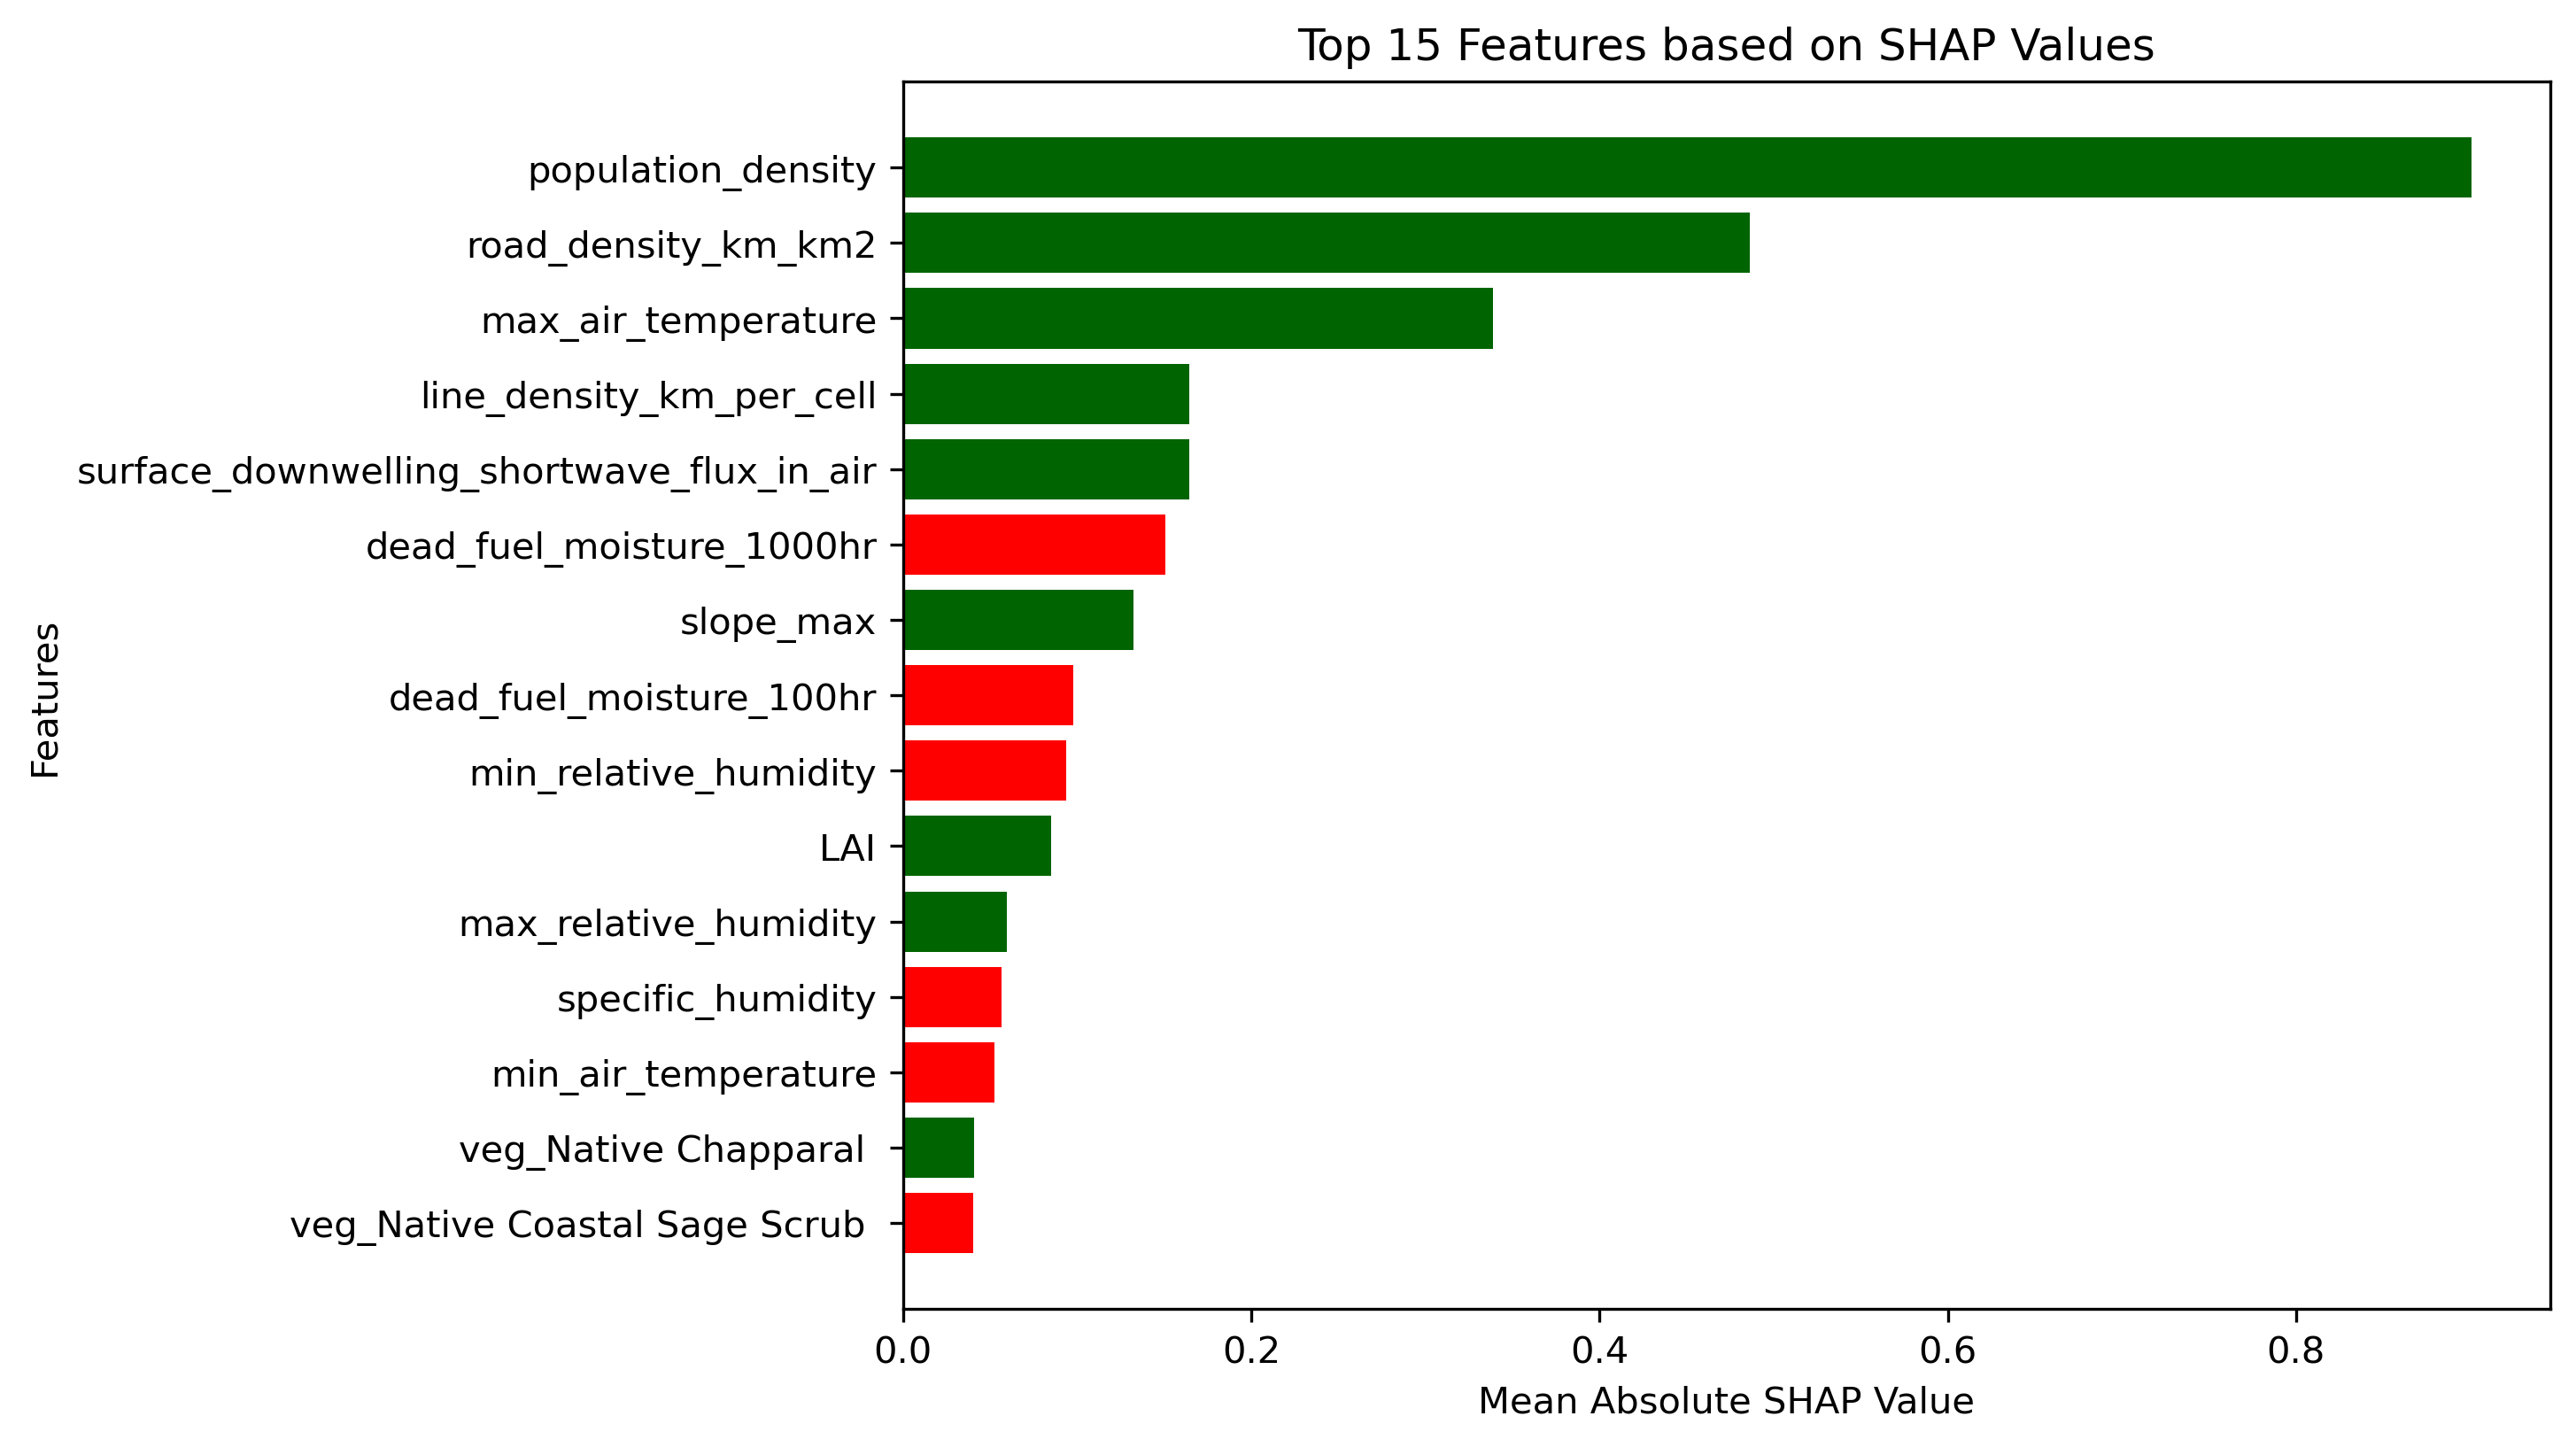 Top 15 Features based on SHAP Values
population_density
road_density_km_km2
max_air_temperature
line_density_km_per_cell
surface_downwelling_shortwave_flux_in_air
dead_fuel_moisture_1000hr
slope_max
dead_fuel_moisture_100hr
min_relative_humidity
LAI
max_relative_humidity
specific_humidity
min_air_temperature
veg_Native Chapparal
veg_Native Coastal Sage Scrub
Features
0.0 0.2 0.4 0.6 0.8
Mean Absolute SHAP Value